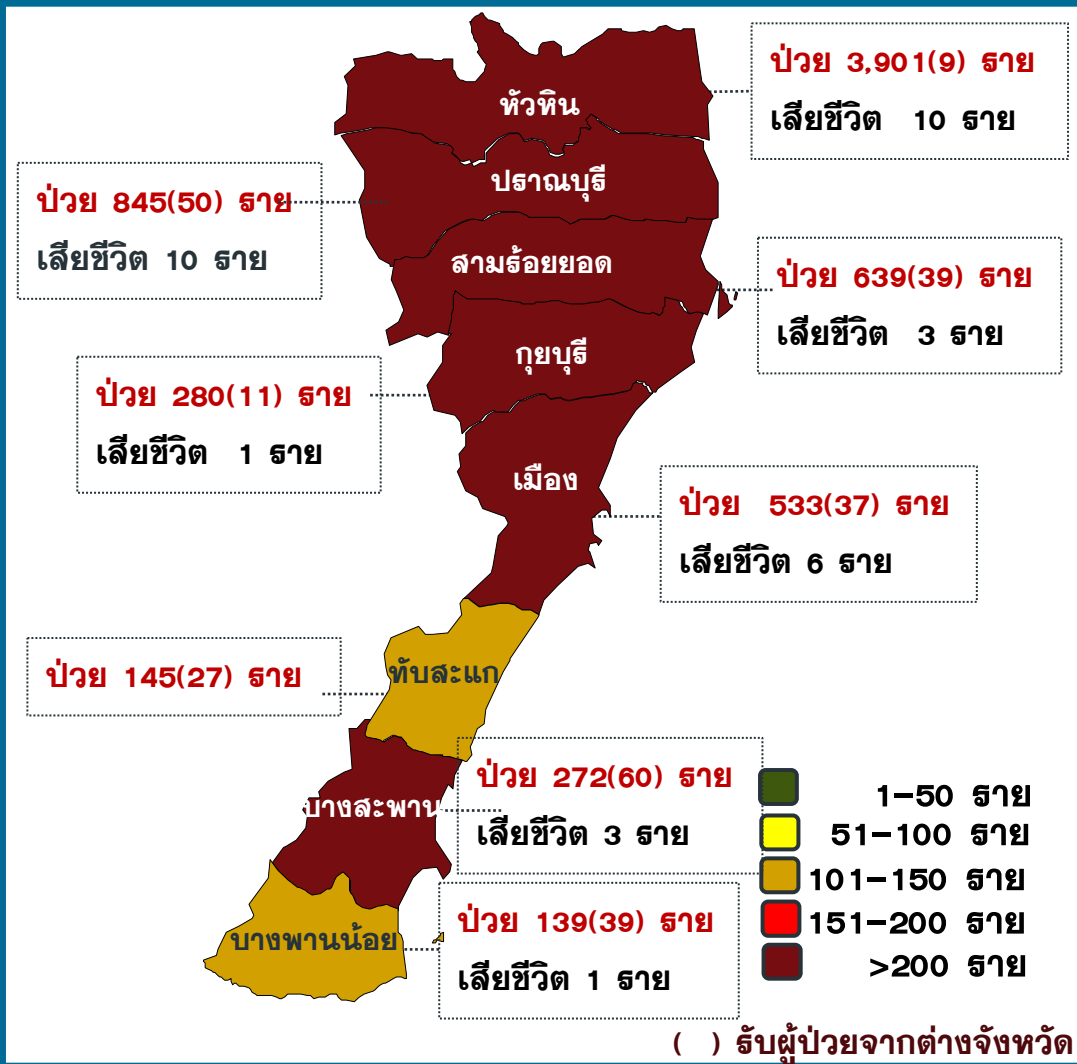 ป่วย 3,901(9) ราย
เสียชีวิต 10 ราย
หัวหิน
ปราณบุรี
ป่วย 845(50) ราย
เสียชีวิต 10 ราย
สามร้อยยอด
ป่วย 639(39) ราย
เสียชีวิต 3 ราย
กุยบุรี
ป่วย 280(11) ราย
เสียชีวิต 1 ราย
เมือง
ป่วย 533(37) ราย
เสียชีวิต 6 ราย
ทับสะแก
ป่วย 145(27) ราย
บางสะพาน
ป่วย 272(60) ราย
เสียชีวิต 3 ราย
บางพานน้อย
ป่วย 139(39) ราย
เสียชีวิต 1 ราย
1-50 ราย
51-100 ราย
101-150 ราย
151-200 ราย
>200 ราย
( ) รับผู้ป่วยจากต่างจังหวัด